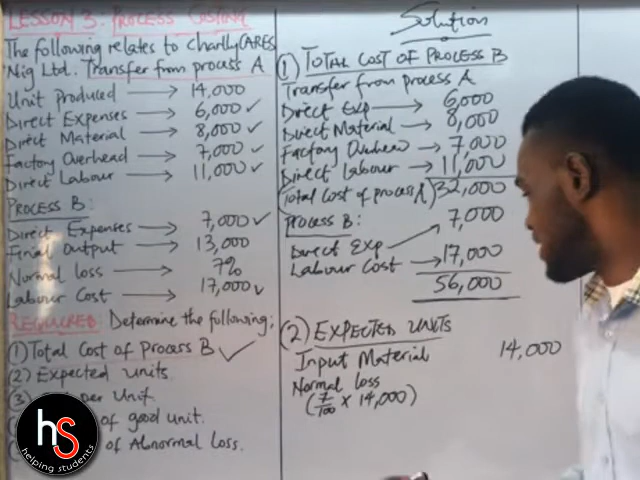 LESSON 3: PROCESS COSTING
The following relates to CharllyCARES
Nig Ltd. Transfer from process A
Unit Produced → 14,000
Direct Expenses → 6,000 ✓
Direct Material → 8,000 ✓
Factory Overhead → 7,000 ✓
Direct Labour → 11,000 ✓
PROCESS B:
Direct Expenses → 7,000 ✓
Final Output → 13,000
Normal loss → 7%
Labour Cost → 17,000 ✓
REQUIRED: Determine the following;
(1) Total Cost of Process B ✓
(2) Expected Units
(3) per Unit
of good unit.
of Abnormal Loss.
hS
helping students
Solution
(1) TOTAL COST OF PROCESS B
Transfer from process A
Direct Exp → 6,000
Direct Material → 8,000
Factory Overhead → 7,000
Direct Labour → 11,000
(Total Cost of process A) 32,000
PROCESS B:
Direct Exp → 7,000
Labour Cost → 17,000
56,000
(2) EXPECTED UNITS
Input Material 14,000
Normal loss
(7/100 × 14,000)